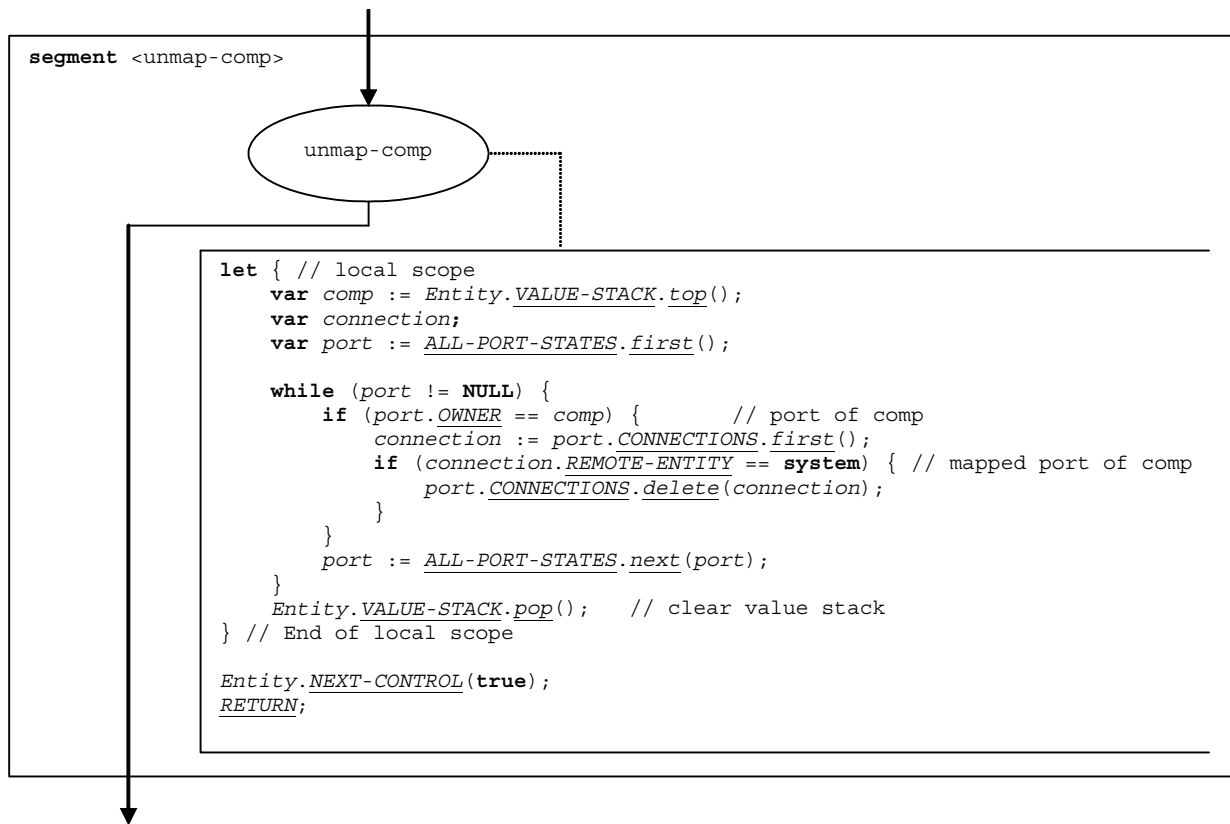 segment <unmap-comp>
unmap-comp
let { // local scope
    var comp := Entity.VALUE-STACK.top();
    var connection;
    var port := ALL-PORT-STATES.first();
    while (port != NULL) {
        if (port.OWNER == comp) {        // port of comp
            connection := port.CONNECTIONS.first();
            if (connection.REMOTE-ENTITY == system) { // mapped port of comp
                port.CONNECTIONS.delete(connection);
            }
        }
        port := ALL-PORT-STATES.next(port);
    }
    Entity.VALUE-STACK.pop();   // clear value stack
} // End of local scope
Entity.NEXT-CONTROL(true);
RETURN;